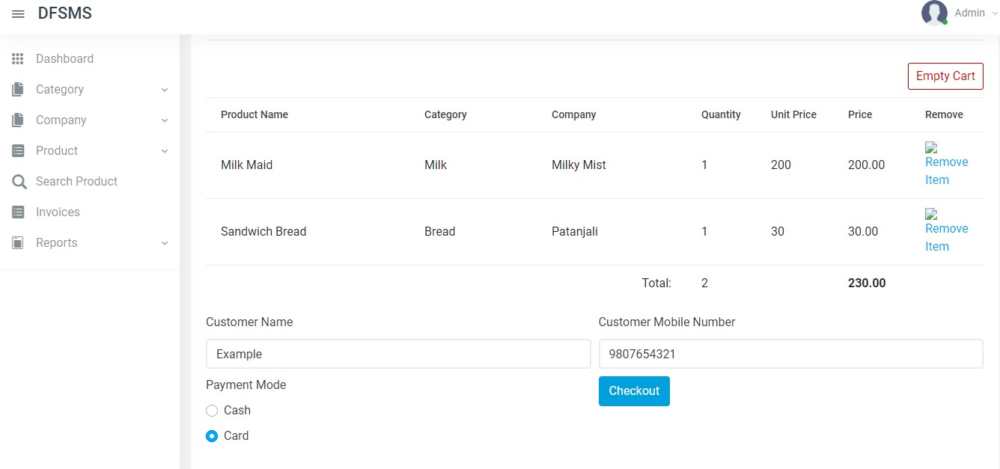 DFSMS
Admin
Dashboard
Category
Company
Product
Search Product
Invoices
Reports
Empty Cart
Product Name Category Company Quantity Unit Price Price Remove
Milk Maid Milk Milky Mist 1 200 200.00 Remove
Item
Sandwich Bread Bread Patanjali 1 30 30.00 Remove
Item
Total: 2 230.00
Customer Name Customer Mobile Number
Example 9807654321
Payment Mode Checkout
Cash
Card